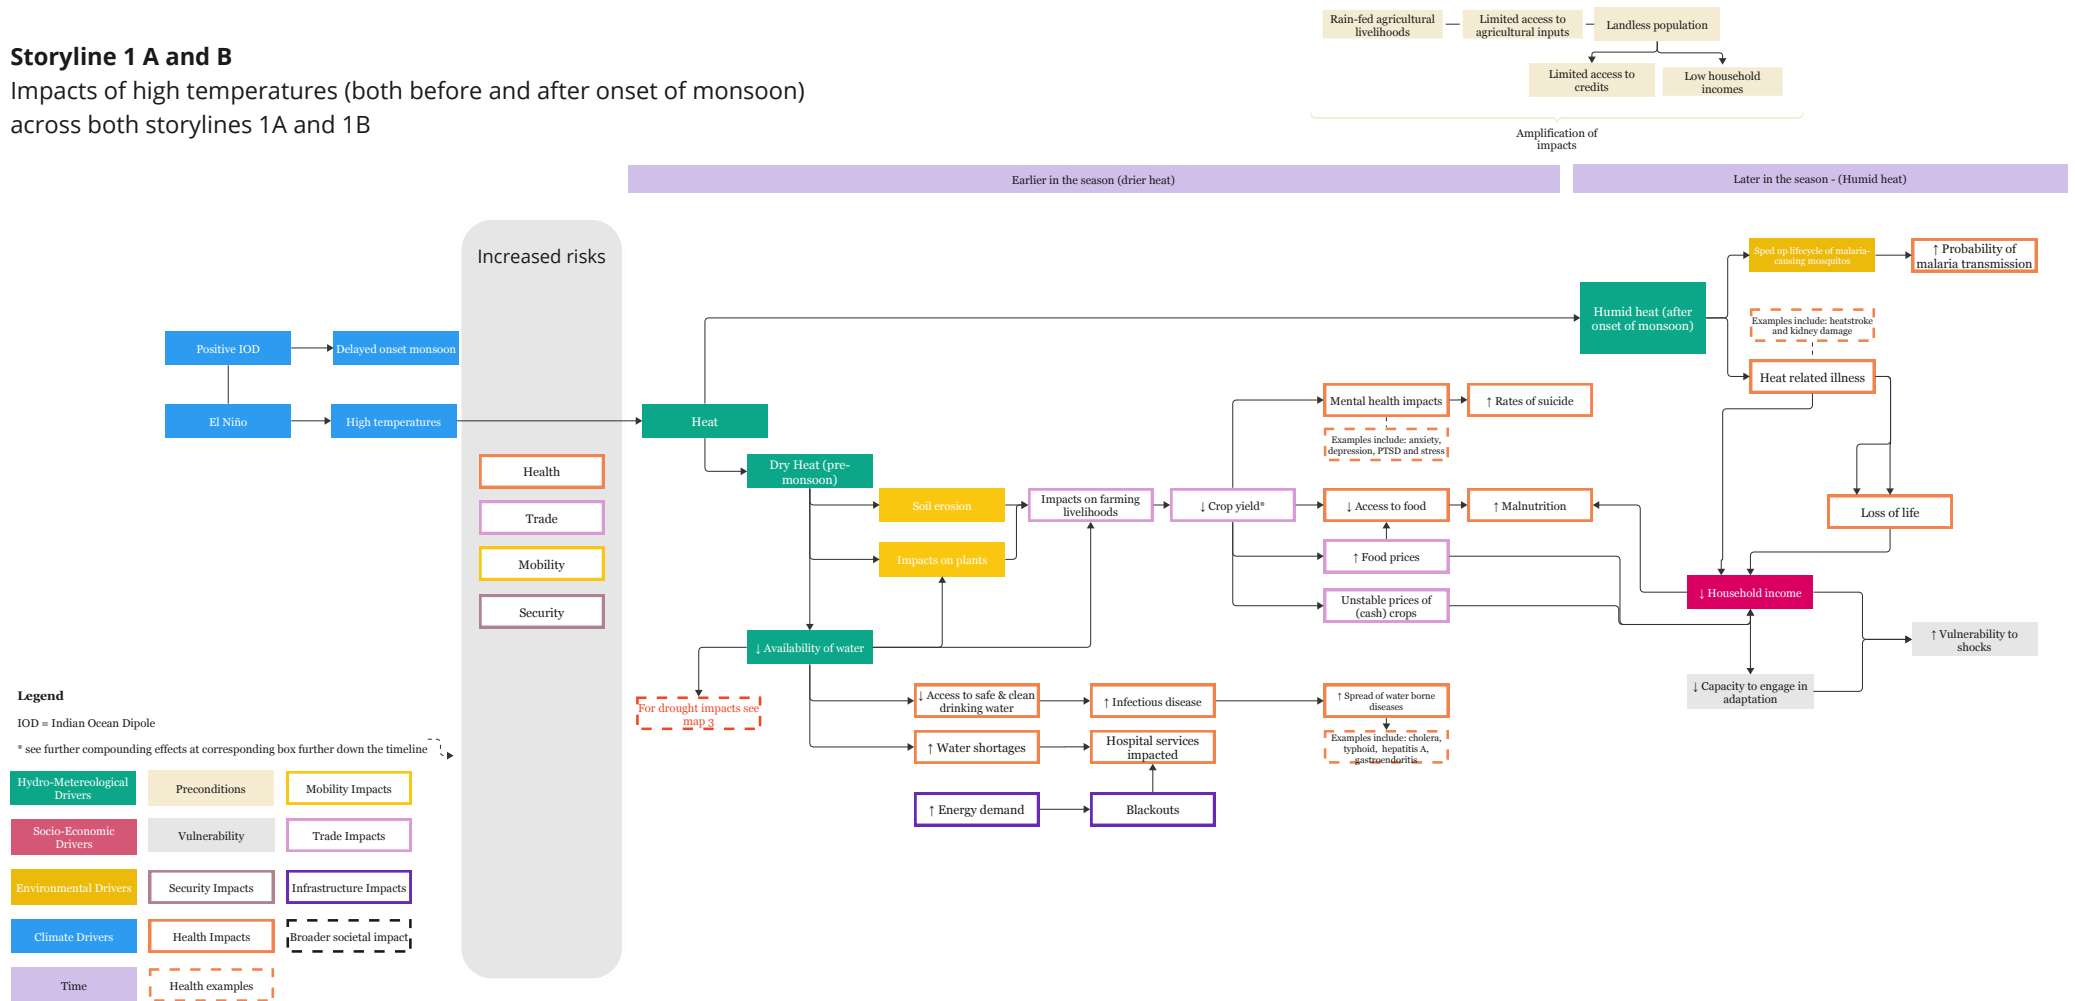 Storyline 1 A and B
Impacts of high temperatures (both before and after onset of monsoon)
across both storylines 1A and 1B
Rain-fed agricultural
livelihoods
Limited access to
agricultural inputs
Landless population
Limited access to
credits
Low household
incomes
Amplification of
impacts
Earlier in the season (drier heat)
Later in the season - (Humid heat)
Increased risks
Health
Trade
Mobility
Security
Positive IOD
Delayed onset monsoon
El Niño
High temperatures
Heat
Dry Heat (pre-
monsoon)
Soil erosion
Impacts on plants
↓ Availability of water
For drought impacts see
map 3
Impacts on farming
livelihoods
↓ Crop yield*
Mental health impacts
↑ Rates of suicide
Examples include: anxiety,
depression, PTSD and stress
↓ Access to food
↑ Malnutrition
↑ Food prices
Unstable prices of
(cash) crops
↓ Access to safe & clean
drinking water
↑ Infectious disease
↑ Spread of water borne
diseases
Examples include: cholera,
typhoid, hepatitis A,
gastroendoritis
↑ Water shortages
Hospital services
impacted
↑ Energy demand
Blackouts
Humid heat (after
onset of monsoon)
Sped up lifecycle of malaria-
causing mosquitos
↑ Probability of
malaria transmission
Examples include: heatstroke
and kidney damage
Heat related illness
Loss of life
↓ Household income
↑ Vulnerability to
shocks
↓ Capacity to engage in
adaptation
Legend
IOD = Indian Ocean Dipole
* see further compounding effects at corresponding box further down the timeline
Hydro-Metereological
Drivers
Preconditions
Mobility Impacts
Socio-Economic
Drivers
Vulnerability
Trade Impacts
Environmental Drivers
Security Impacts
Infrastructure Impacts
Climate Drivers
Health Impacts
Broader societal impact
Time
Health examples